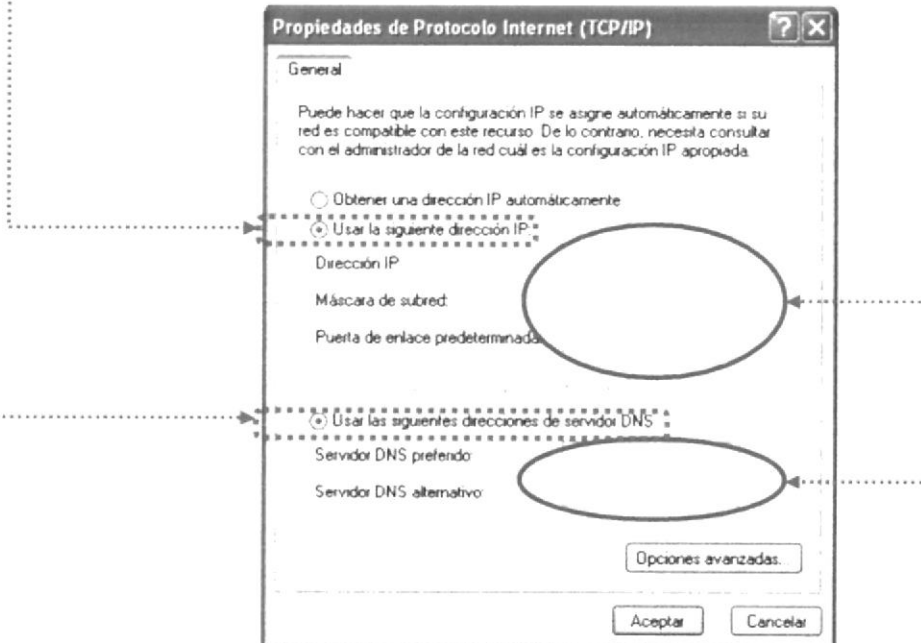 Propiedades de Protocolo Internet (TCP/IP)
General
Puede hacer que la configuración IP se asigne automáticamente si su
red es compatible con este recurso. De lo contrario, necesita consultar
con el administrador de la red cuál es la configuración IP apropiada.
Obtener una dirección IP automáticamente
Usar la siguiente dirección IP:
Dirección IP
Máscara de subred:
Puerta de enlace predeterminada:
Usar las siguientes direcciones de servidor DNS
Servidor DNS preferido:
Servidor DNS alternativo:
Opciones avanzadas...
Aceptar
Cancelar